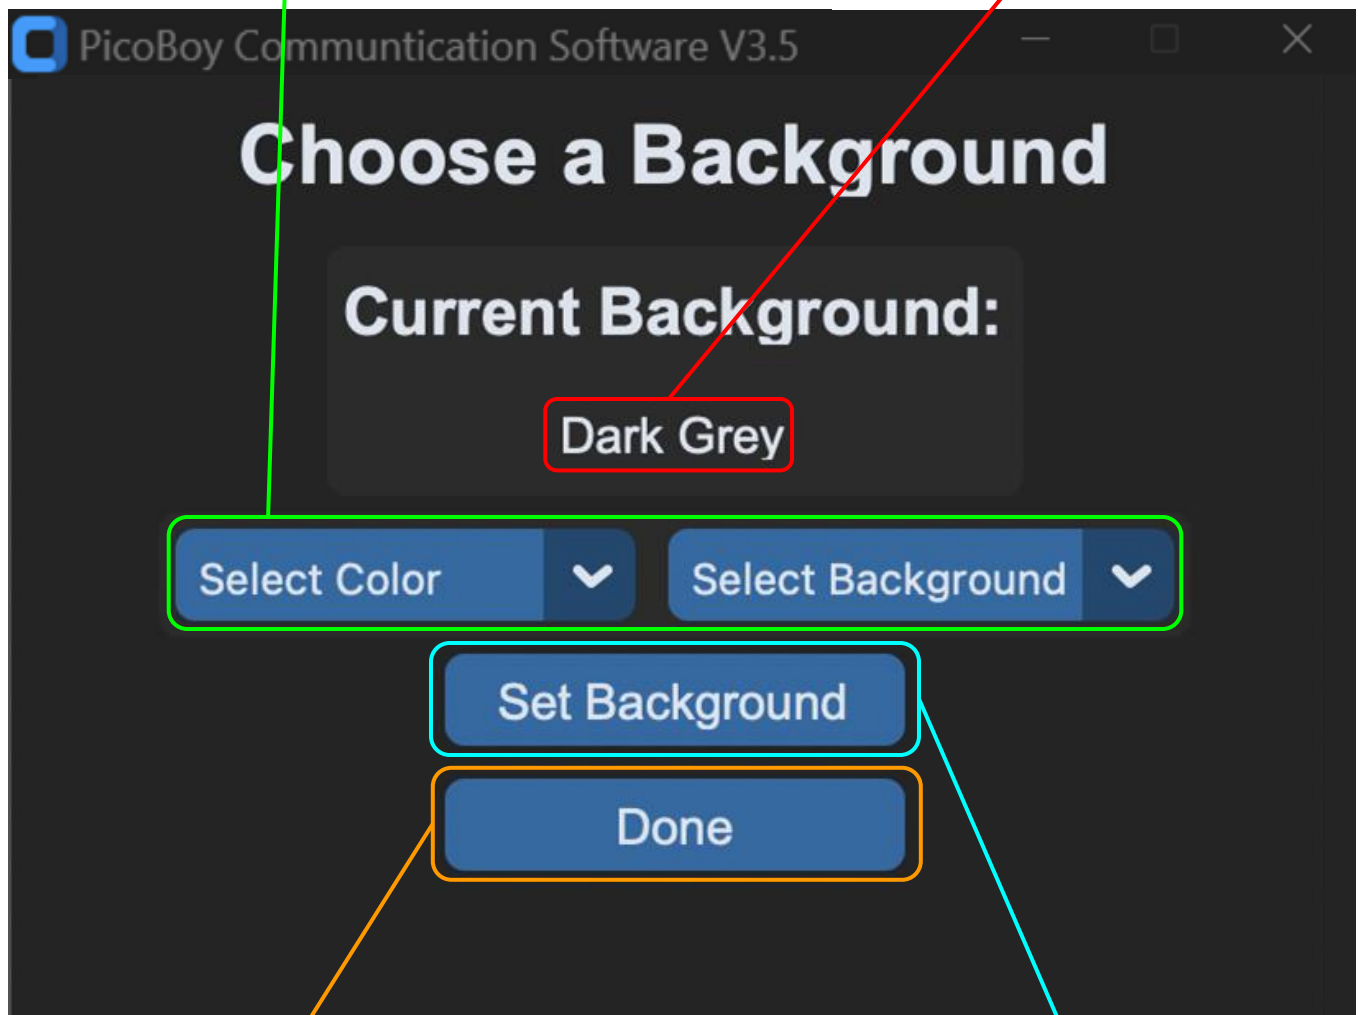 PicoBoy Communtication Software V3.5
Choose a Background
Current Background:
Dark Grey
Select Color
Select Background
Set Background
Done